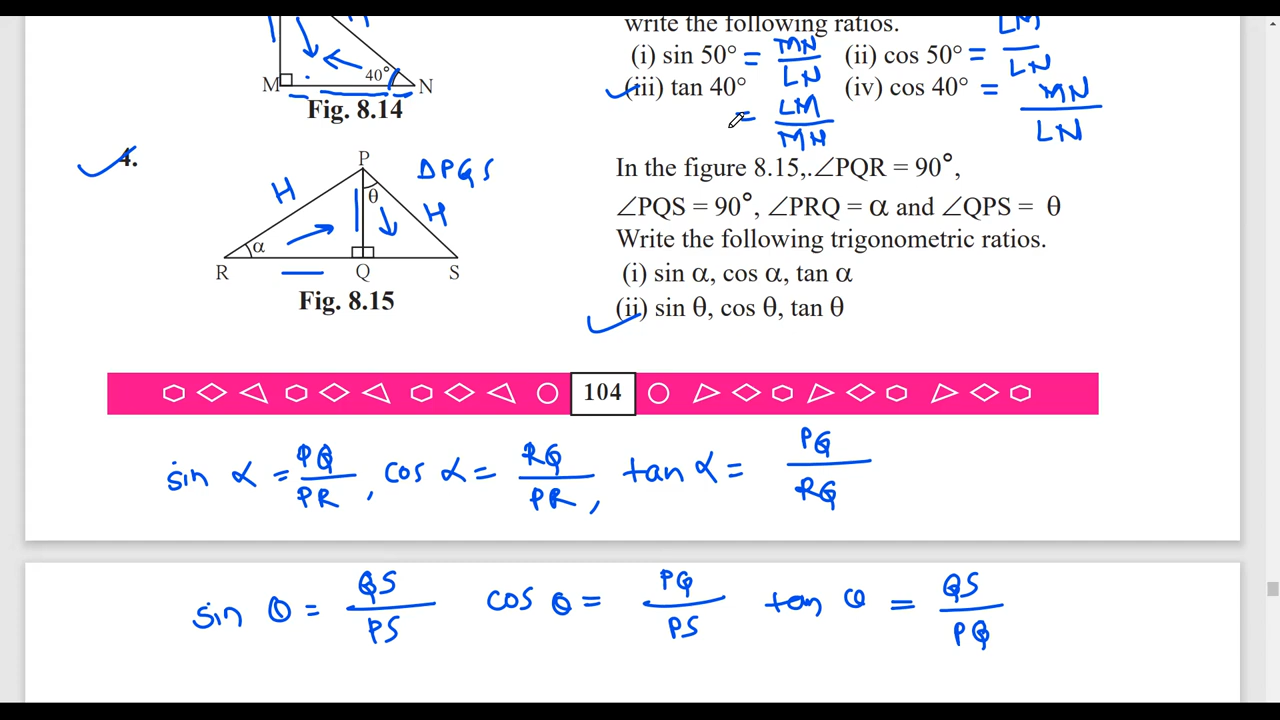 write the following ratios.
(i) sin 50° = MN/LN (ii) cos 50° = LM/LN
(iii) tan 40° (iv) cos 40° = MN/LN
= LM/MN
M 40° N
Fig. 8.14
4.
P H ΔPQS
θ H
α
R Q S
Fig. 8.15
In the figure 8.15,.∠PQR = 90°,
∠PQS = 90°, ∠PRQ = α and ∠QPS = θ
Write the following trigonometric ratios.
(i) sin α, cos α, tan α
(ii) sin θ, cos θ, tan θ
104
sin α = PQ/PR , cos α = RQ/PR , tan α = PQ/RQ
sin θ = QS/PS cos θ = PQ/PS tan θ = QS/PQ